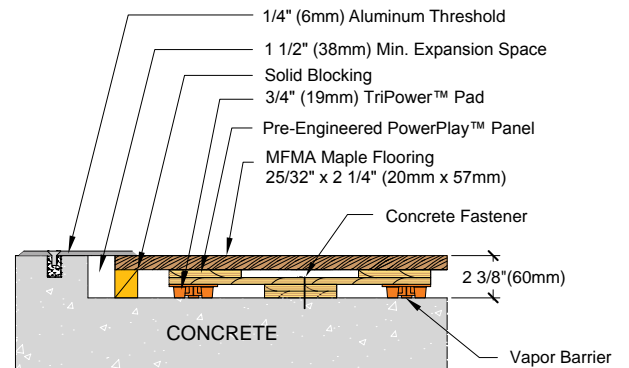 1/4" (6mm) Aluminum Threshold
1 1/2" (38mm) Min. Expansion Space
Solid Blocking
3/4" (19mm) TriPower™ Pad
Pre-Engineered PowerPlay™ Panel
MFMA Maple Flooring
25/32" x 2 1/4" (20mm x 57mm)
Concrete Fastener
2 3/8"(60mm)
CONCRETE
Vapor Barrier